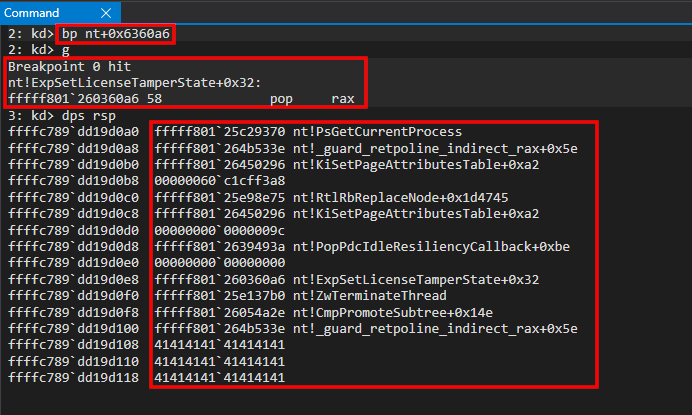 Command X
2: kd> bp nt+0x6360a6
2: kd> g
Breakpoint 0 hit
nt!ExpSetLicenseTamperState+0x32:
fffff801`260360a6 58 pop rax
3: kd> dps rsp
ffffc789`dd19d0a0 fffff801`25c29370 nt!PsGetCurrentProcess
ffffc789`dd19d0a8 fffff801`264b533e nt!_guard_retpoline_indirect_rax+0x5e
ffffc789`dd19d0b0 fffff801`26450296 nt!KiSetPageAttributesTable+0xa2
ffffc789`dd19d0b8 00000060`c1cff3a8
ffffc789`dd19d0c0 fffff801`25e98e75 nt!RtlRbReplaceNode+0x1d4745
ffffc789`dd19d0c8 fffff801`26450296 nt!KiSetPageAttributesTable+0xa2
ffffc789`dd19d0d0 00000000`0000009c
ffffc789`dd19d0d8 fffff801`2639493a nt!PopPdcIdleResiliencyCallback+0xbe
ffffc789`dd19d0e0 00000000`00000000
ffffc789`dd19d0e8 fffff801`260360a6 nt!ExpSetLicenseTamperState+0x32
ffffc789`dd19d0f0 fffff801`25e137b0 nt!ZwTerminateThread
ffffc789`dd19d0f8 fffff801`26054a2e nt!CmpPromoteSubtree+0x14e
ffffc789`dd19d100 fffff801`264b533e nt!_guard_retpoline_indirect_rax+0x5e
ffffc789`dd19d108 41414141`41414141
ffffc789`dd19d110 41414141`41414141
ffffc789`dd19d118 41414141`41414141